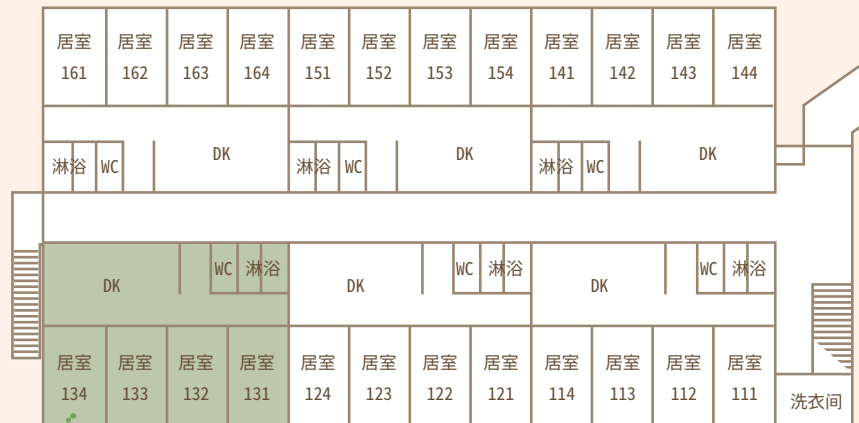 居室 居室 居室 居室 居室 居室 居室 居室 居室 居室 居室 居室
161 162 163 164 151 152 153 154 141 142 143 144
淋浴 WC DK 淋浴 WC DK 淋浴 WC DK
DK WC 淋浴 DK WC 淋浴 DK WC 淋浴
居室 居室 居室 居室 居室 居室 居室 居室 居室 居室 居室 居室
134 133 132 131 124 123 122 121 114 113 112 111
洗衣间